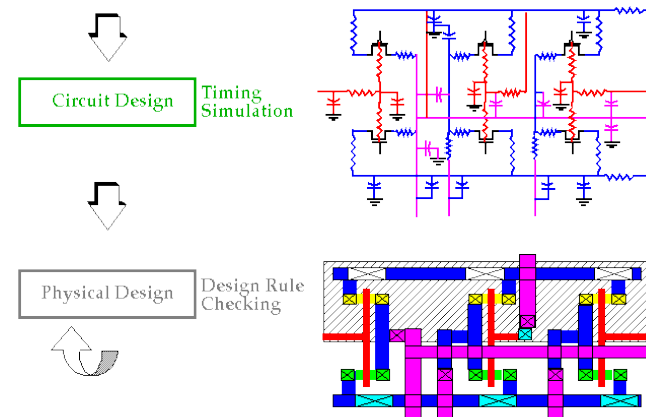 Circuit Design
Timing
Simulation
Physical Design
Design Rule
Checking